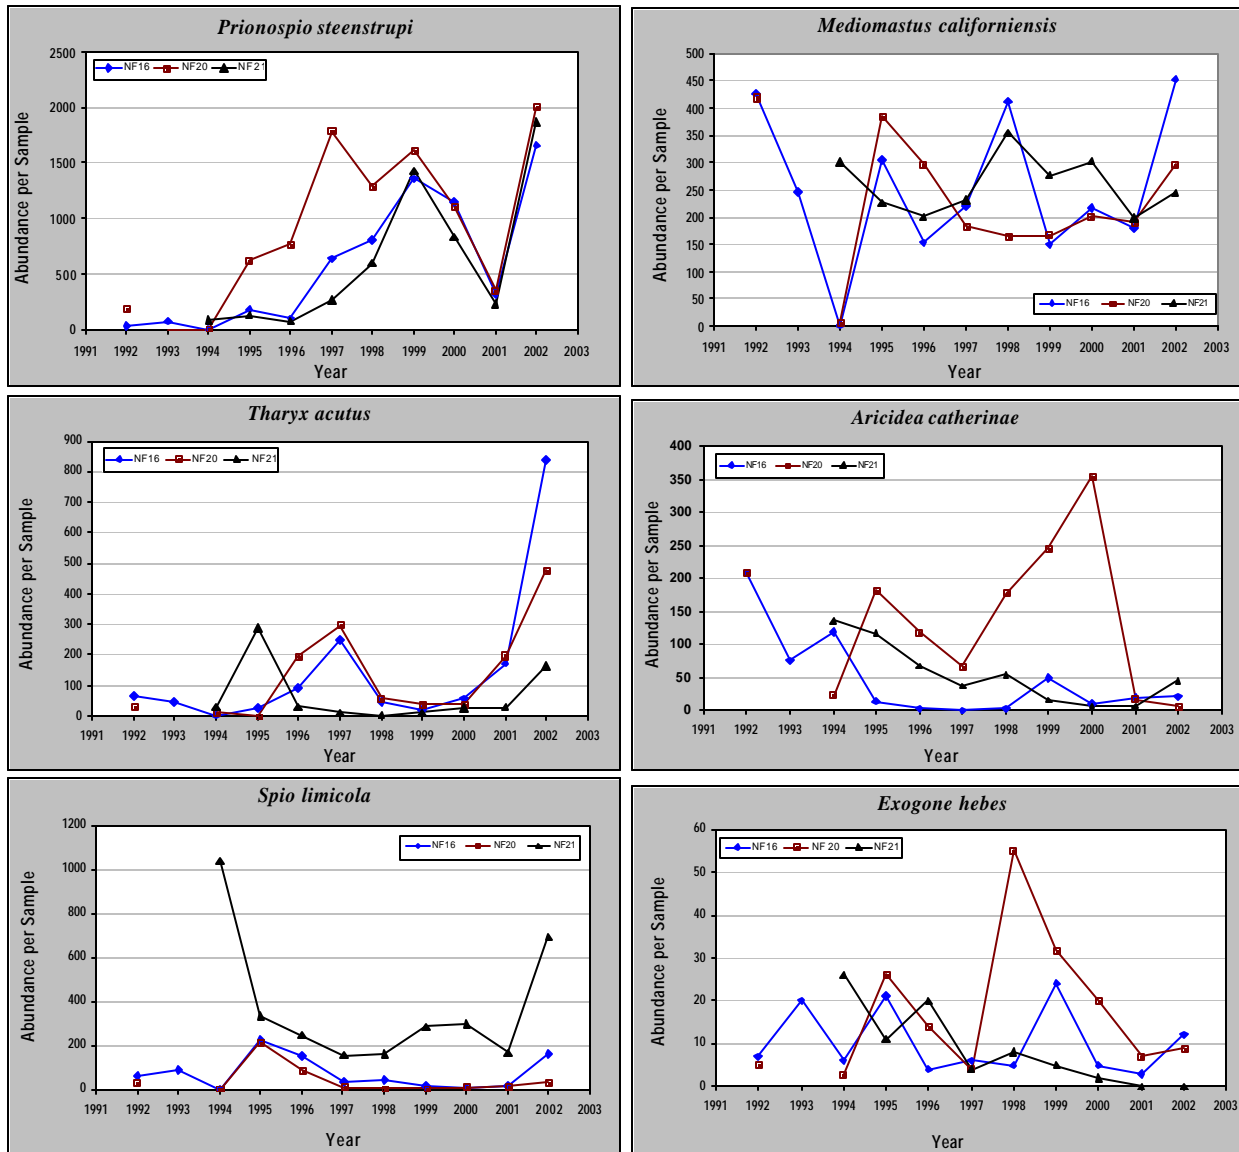 Prionospio steenstrupi
2500
2000
1500
1000
500
0
Abundance per Sample
NF16 NF20 NF21
1991 1992 1993 1994 1995 1996 1997 1998 1999 2000 2001 2002 2003
Year
Mediomastus californiensis
500
450
400
350
300
250
200
150
100
50
0
Abundance per Sample
NF16 NF20 NF21
1991 1992 1993 1994 1995 1996 1997 1998 1999 2000 2001 2002 2003
Year
Tharyx acutus
900
800
700
600
500
400
300
200
100
0
Abundance per Sample
NF16 NF20 NF21
1991 1992 1993 1994 1995 1996 1997 1998 1999 2000 2001 2002 2003
Year
Aricidea catherinae
400
350
300
250
200
150
100
50
0
Abundance per Sample
NF16 NF20 NF21
1991 1992 1993 1994 1995 1996 1997 1998 1999 2000 2001 2002 2003
Year
Spio limicola
1200
1000
800
600
400
200
0
Abundance per Sample
NF16 NF20 NF21
1991 1992 1993 1994 1995 1996 1997 1998 1999 2000 2001 2002 2003
Year
Exogone hebes
60
50
40
30
20
10
0
Abundance per Sample
NF16 NF 20 NF21
1991 1992 1993 1994 1995 1996 1997 1998 1999 2000 2001 2002 2003
Year